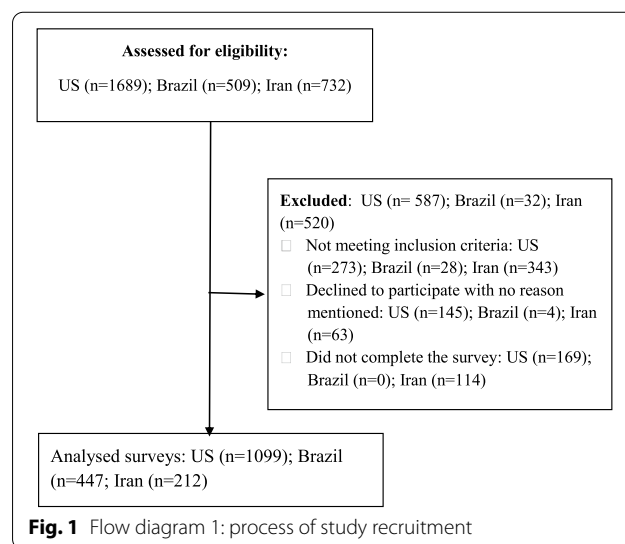 Assessed for eligibility:
US (n=1689); Brazil (n=509); Iran (n=732)
Excluded: US (n= 587); Brazil (n=32); Iran
(n=520)
Not meeting inclusion criteria: US
(n=273); Brazil (n=28); Iran (n=343)
Declined to participate with no reason
mentioned: US (n=145); Brazil (n=4); Iran
(n=63)
Did not complete the survey: US (n=169);
Brazil (n=0); Iran (n=114)
Analysed surveys: US (n=1099); Brazil
(n=447; Iran (n=212)
Fig. 1 Flow diagram 1: process of study recruitment